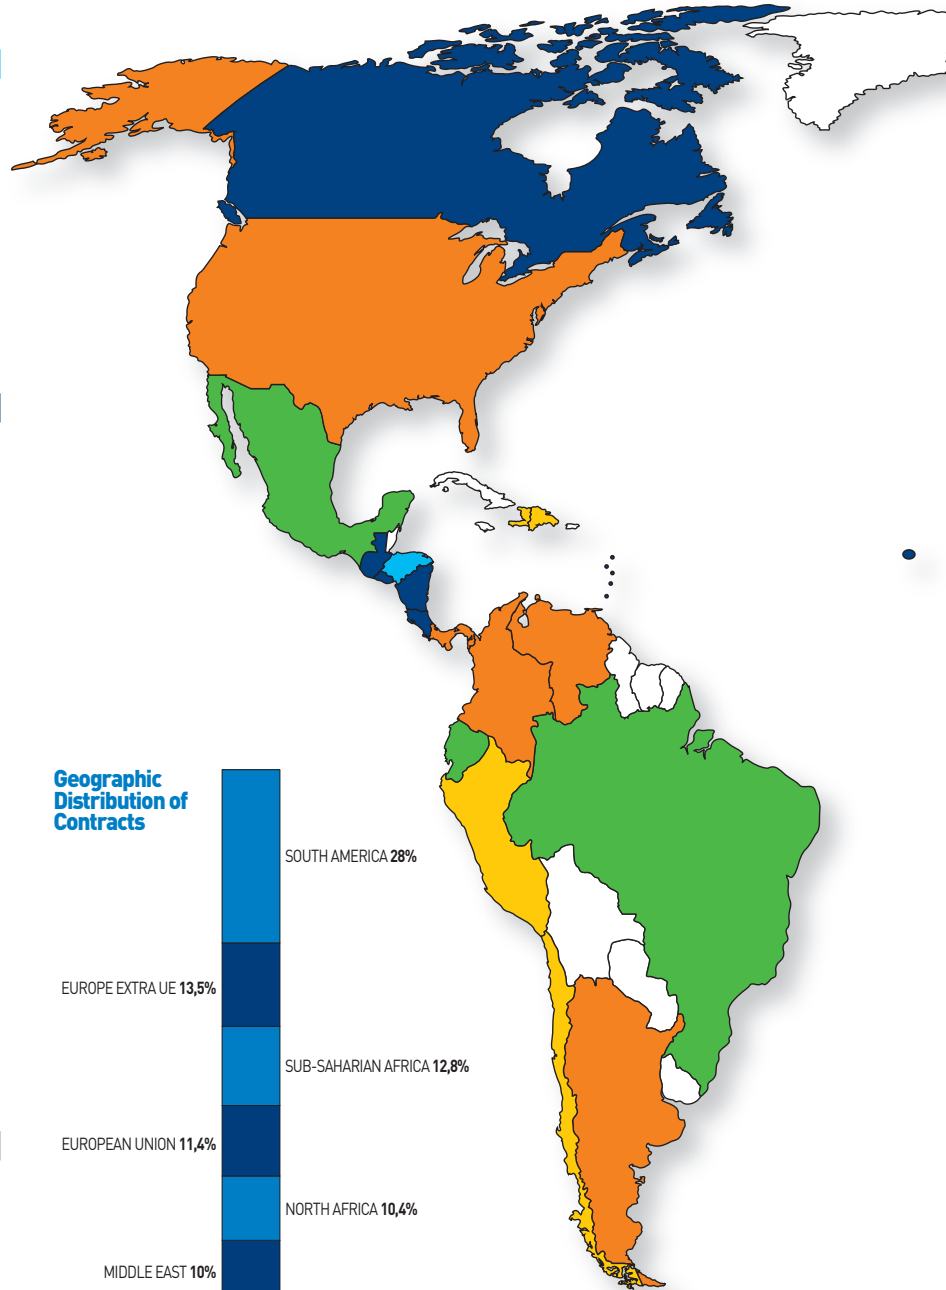 Geographic
Distribution of
Contracts
SOUTH AMERICA 28%
EUROPE EXTRA UE 13,5%
SUB-SAHARIAN AFRICA 12,8%
EUROPEAN UNION 11,4%
NORTH AFRICA 10,4%
MIDDLE EAST 10%